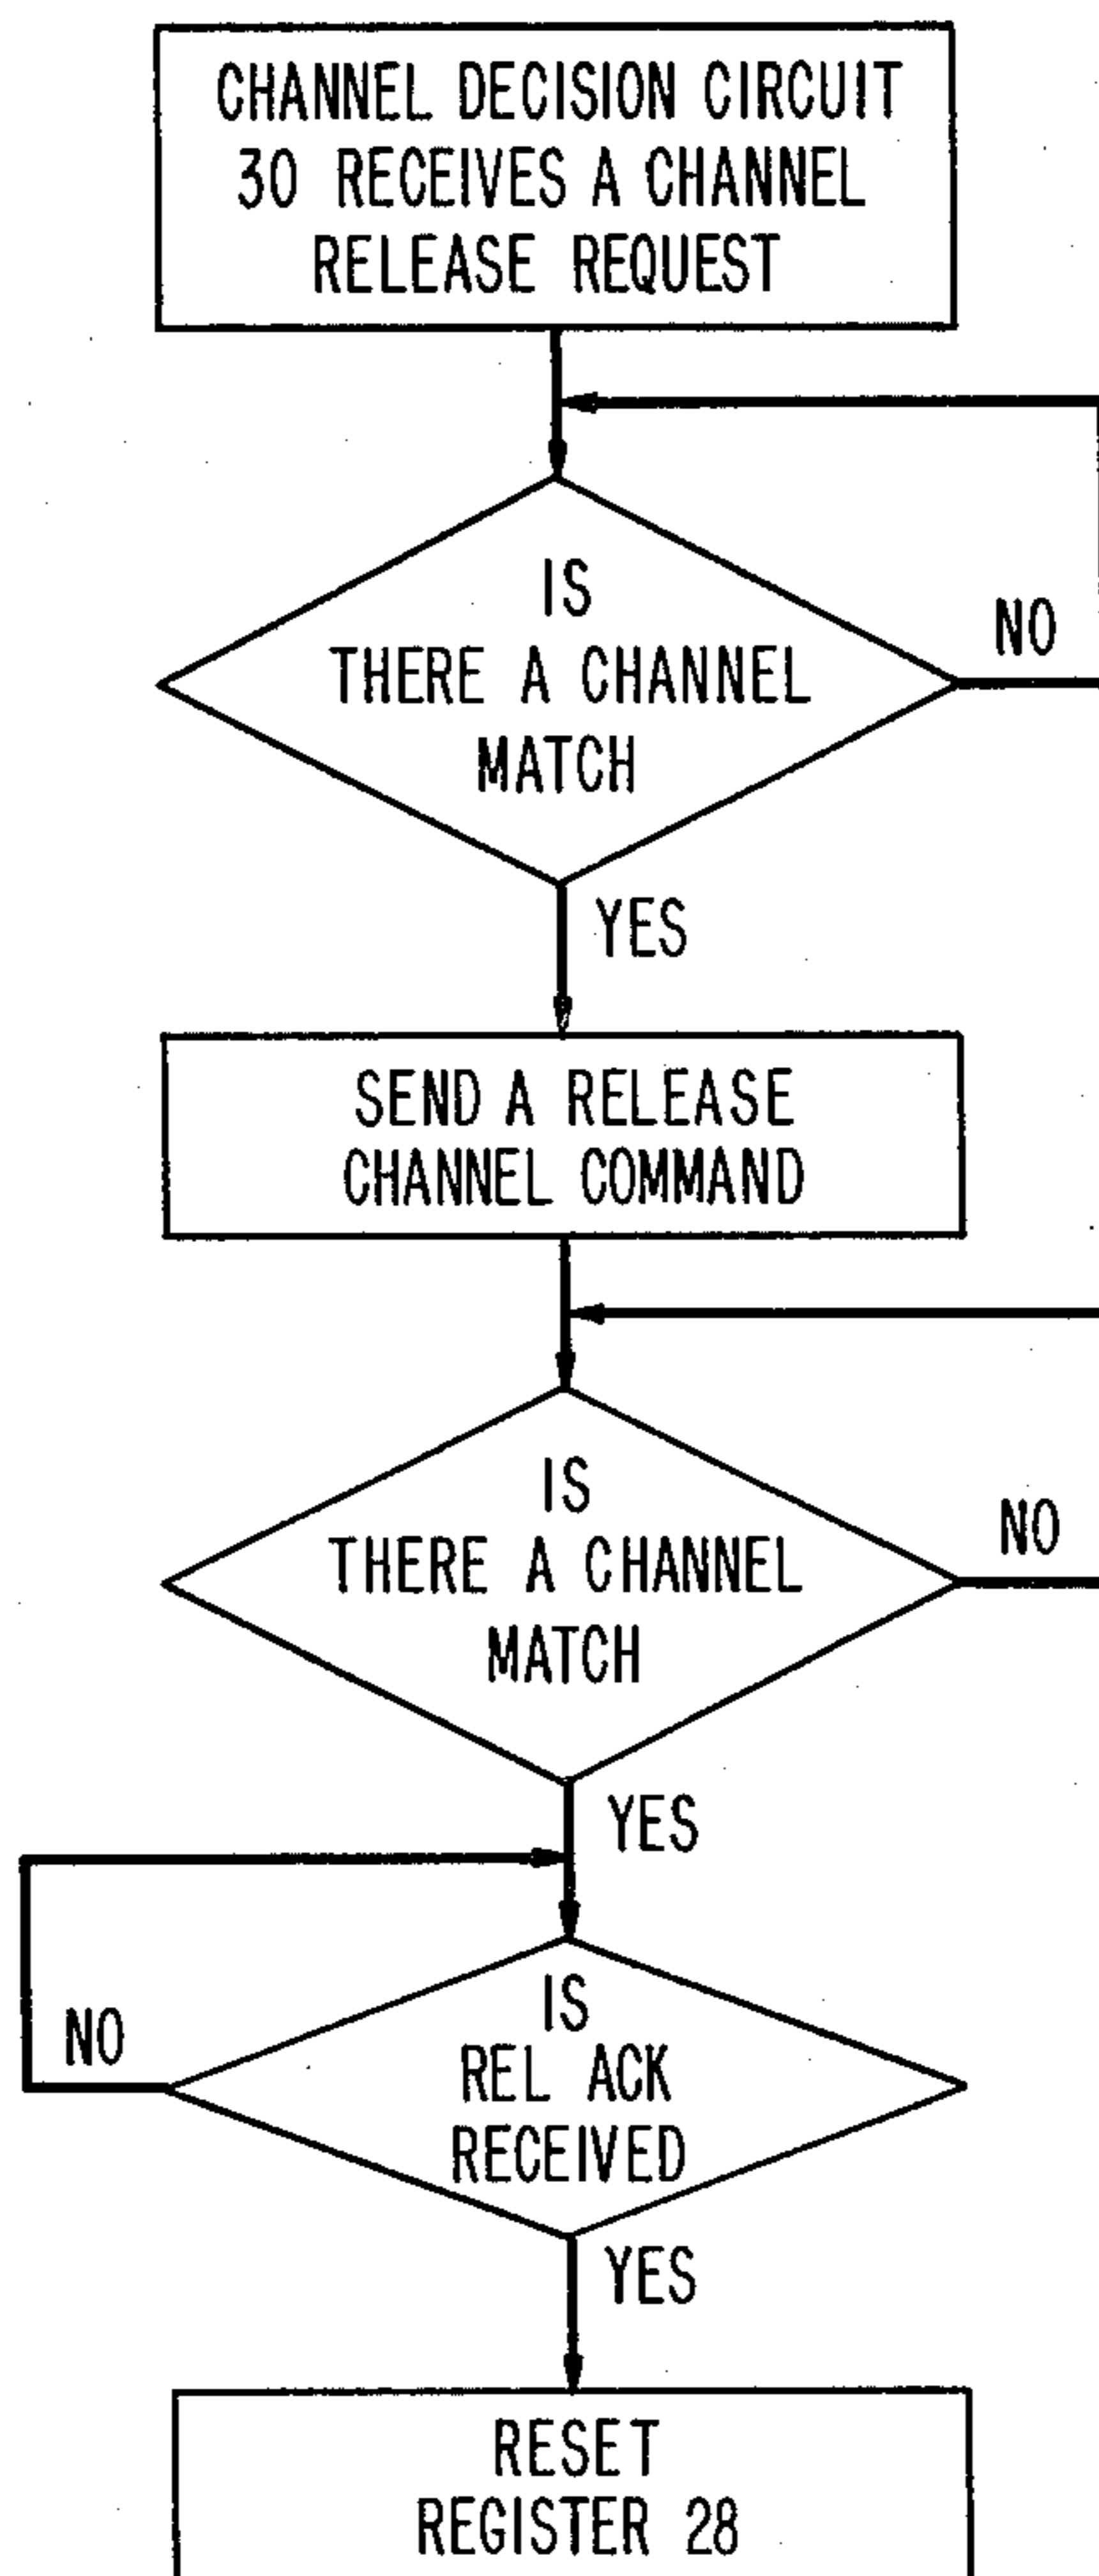 CHANNEL DECISION CIRCUIT
30 RECEIVES A CHANNEL
RELEASE REQUEST
IS
THERE A CHANNEL
MATCH
NO
YES
SEND A RELEASE
CHANNEL COMMAND
IS
THERE A CHANNEL
MATCH
NO
YES
IS
REL ACK
RECEIVED
NO
YES
RESET
REGISTER 28